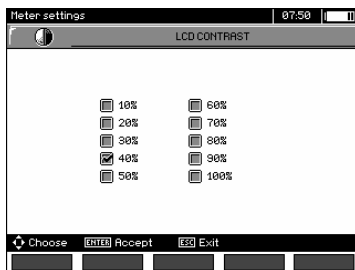 Meter settings 07:50
LCD CONTRAST
10% 60%
20% 70%
30% 80%
40% 90%
50% 100%
Choose ENTER Accept ESC Exit